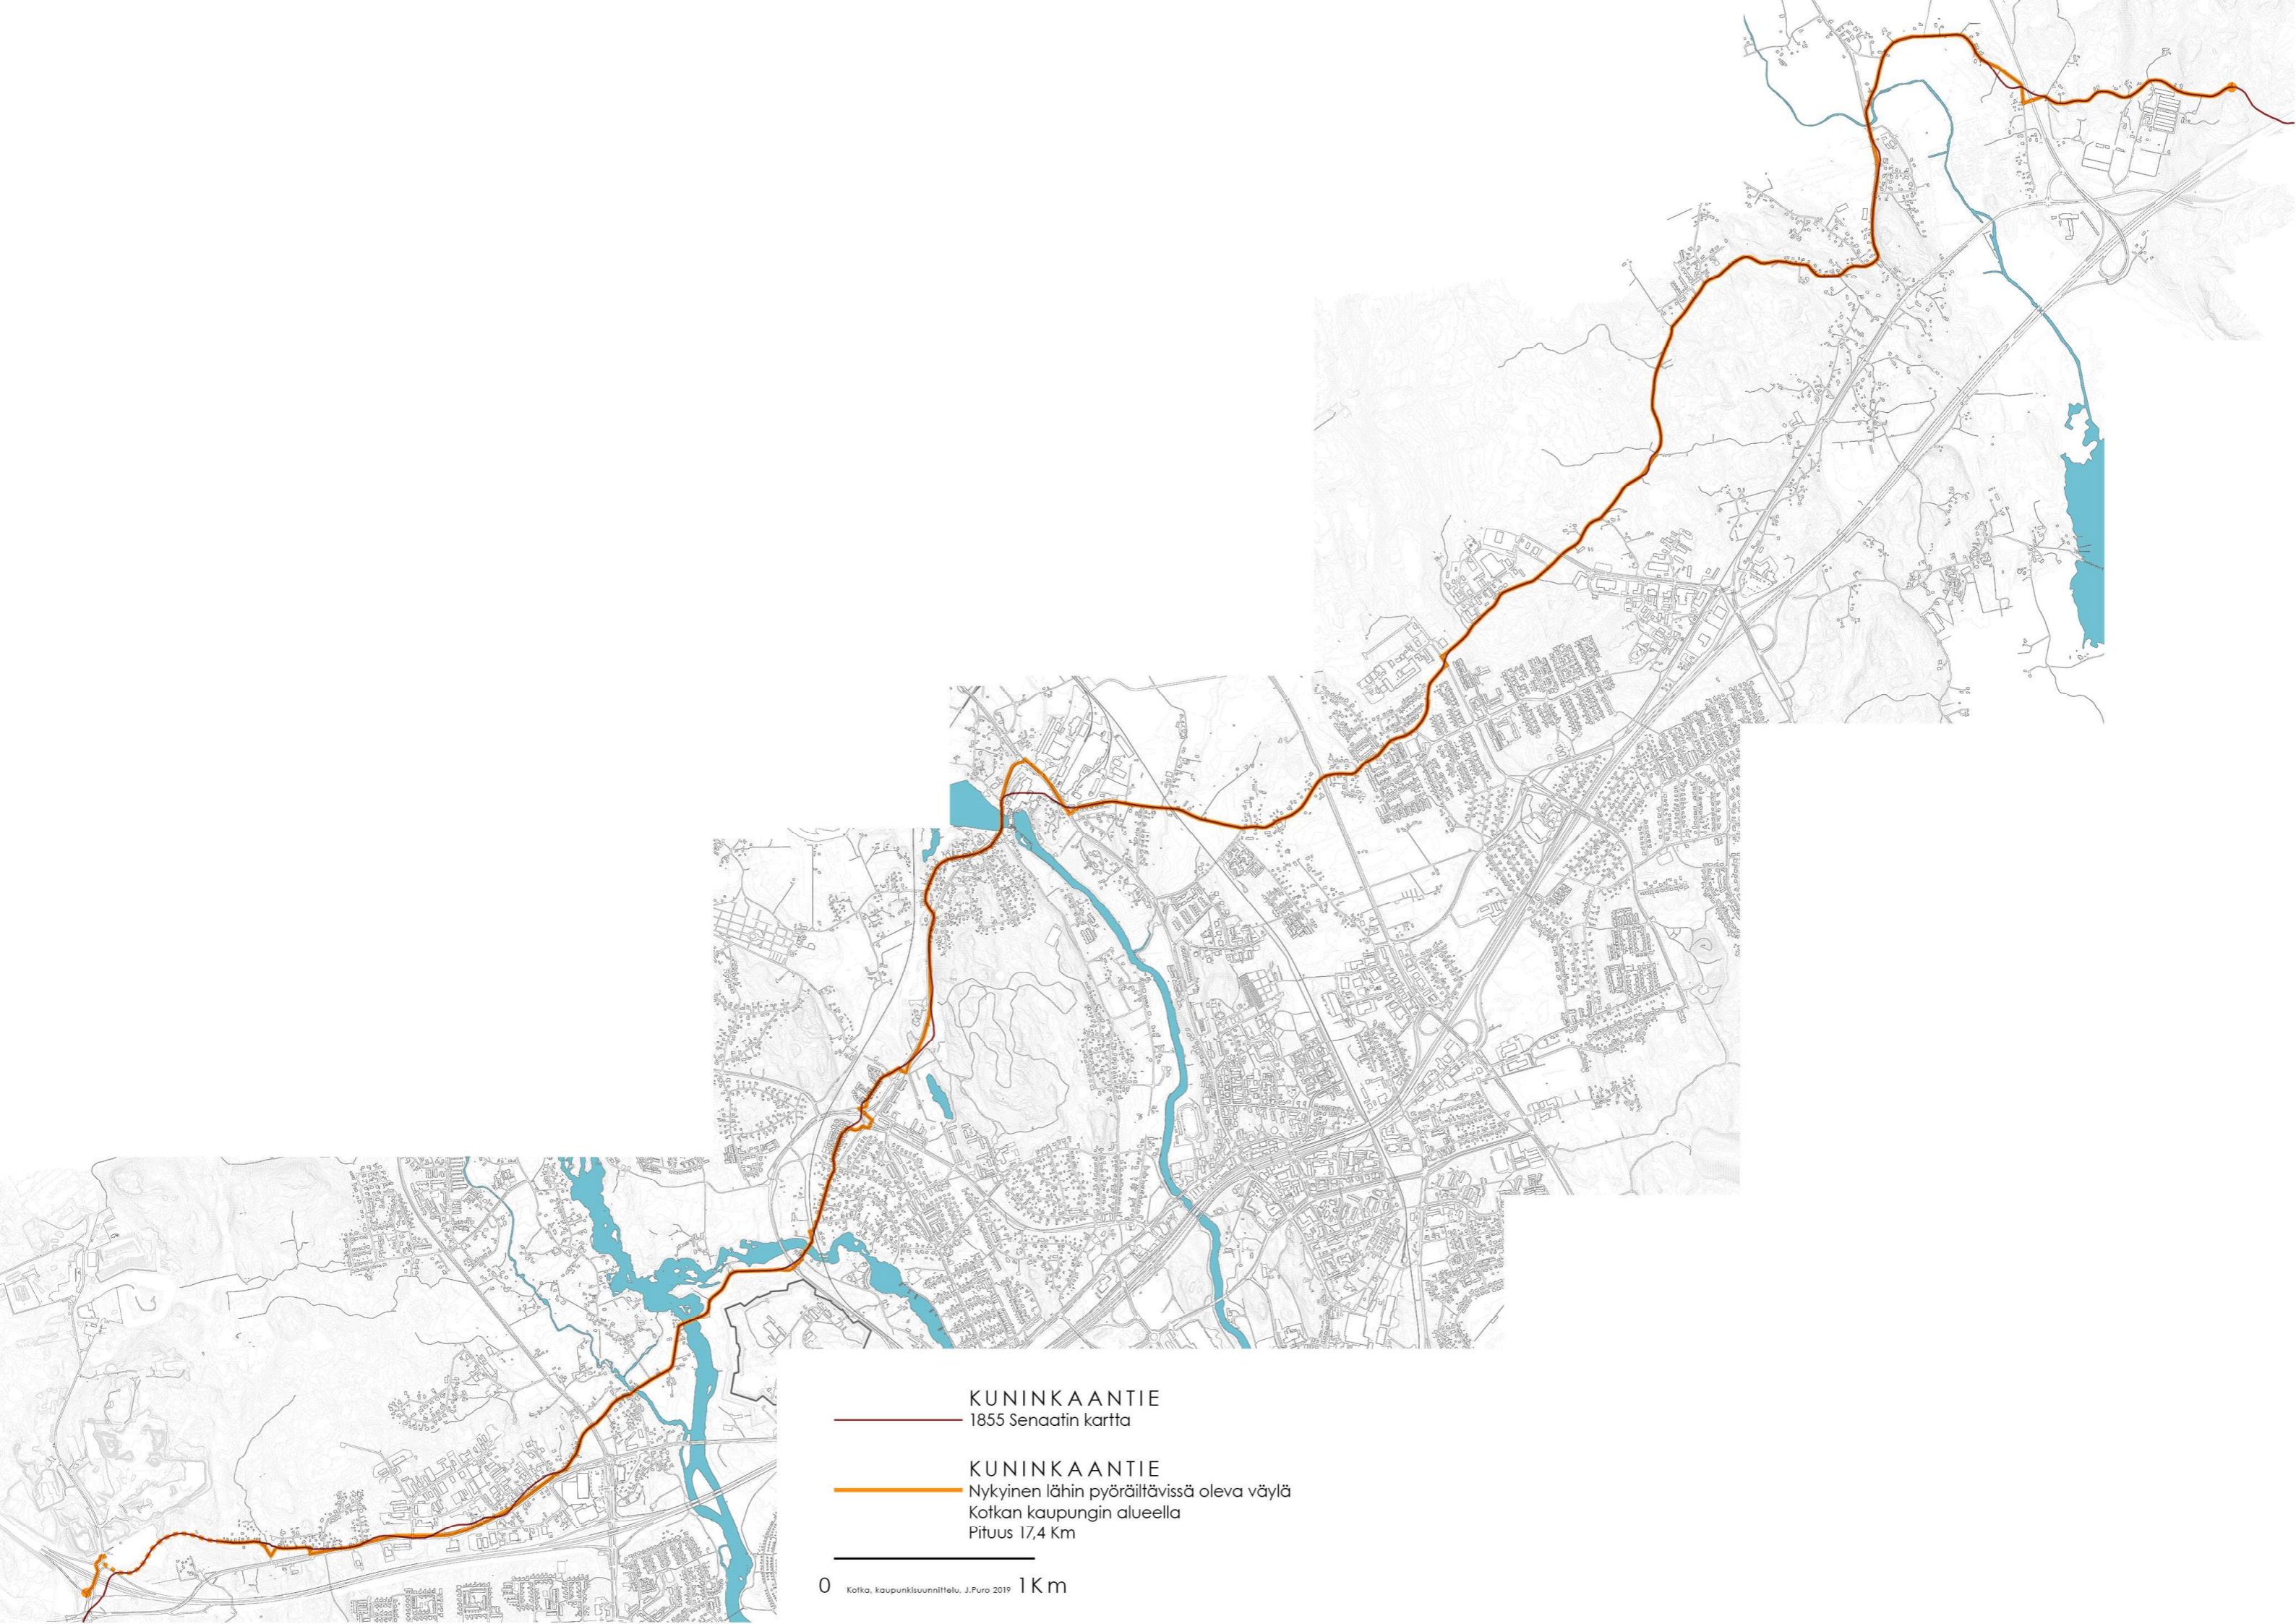 KUNINKAANTIE
1855 Senaatin kartta
KUNINKAANTIE
Nykyinen lähin pyöräiltävissä oleva väylä
Kotkan kaupungin alueella
Pituus 17,4 Km
0 Kotka, kaupunkisuunnittelu, J.Puro 2019 1Km